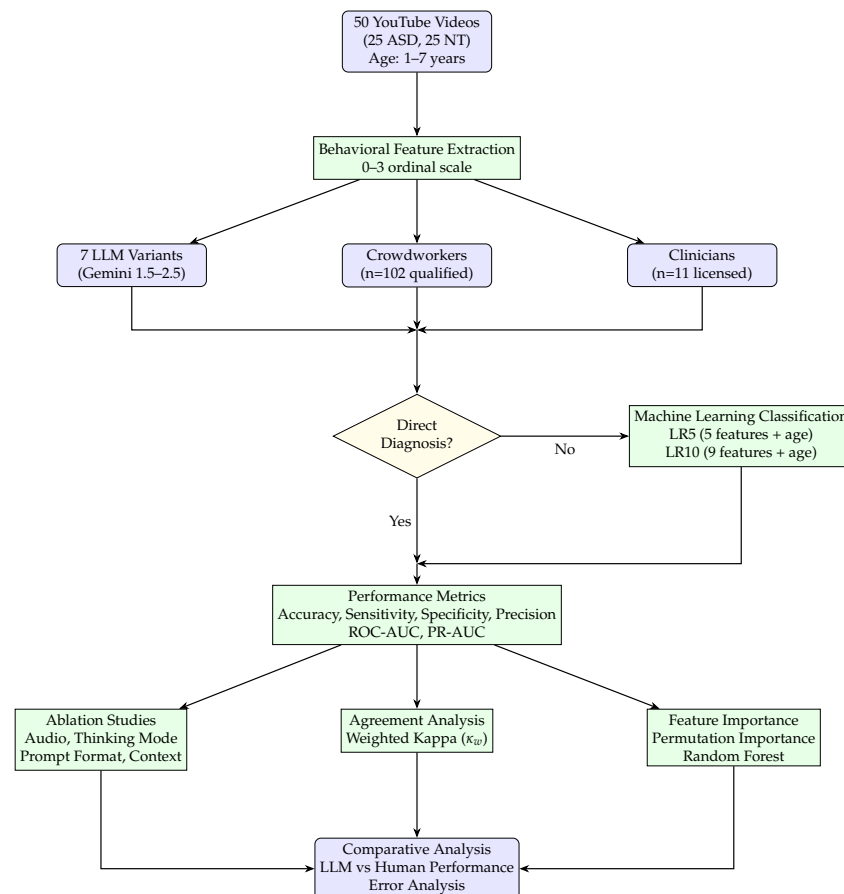 50 YouTube Videos
(25 ASD, 25 NT)
Age: 1–7 years
Behavioral Feature Extraction
0–3 ordinal scale
7 LLM Variants
(Gemini 1.5–2.5)
Crowdworkers
(n=102 qualified)
Clinicians
(n=11 licensed)
Direct
Diagnosis?
No
Machine Learning Classification
LR5 (5 features + age)
LR10 (9 features + age)
Yes
Performance Metrics
Accuracy, Sensitivity, Specificity, Precision
ROC-AUC, PR-AUC
Ablation Studies
Audio, Thinking Mode
Prompt Format, Context
Agreement Analysis
Weighted Kappa (κw)
Feature Importance
Permutation Importance
Random Forest
Comparative Analysis
LLM vs Human Performance
Error Analysis